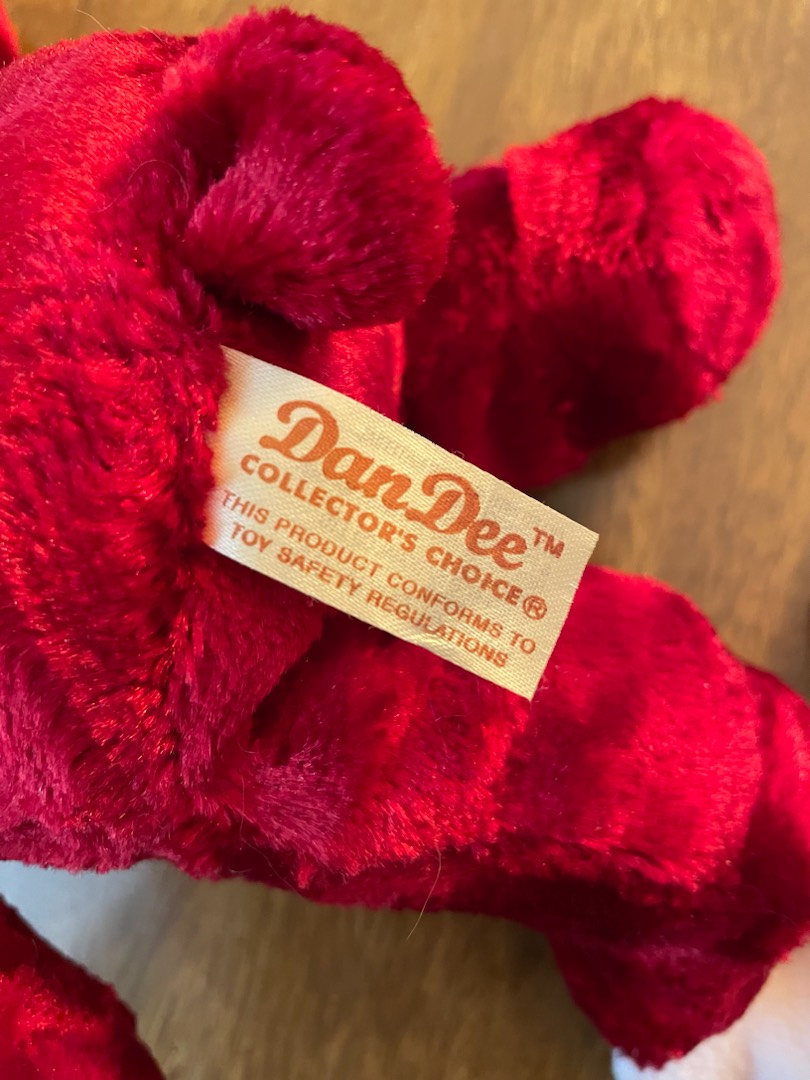 DanDee™
COLLECTOR'S CHOICE®
THIS PRODUCT CONFORMS TO
TOY SAFETY REGULATIONS